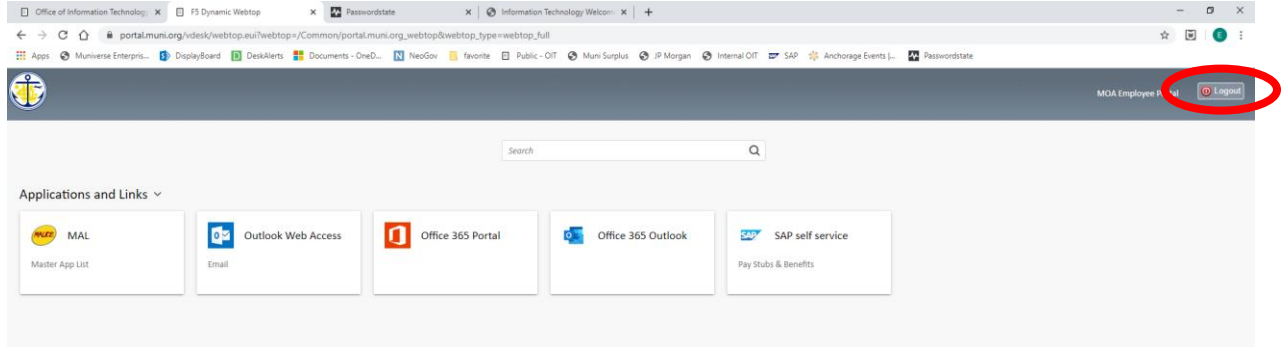 Office of Information Technology
F5 Dynamic Webtop
Passwordstate
Information Technology Welcom
portal.muni.org/vdesk/webtop.eui?webtop=/Common/portal.muni.org_webtop&webtop_type=webtop_full
E
Apps Muniverse Enterpris... DisplayBoard DeskAlerts Documents - OneD... NeoGov favorite Public - OIT Muni Surplus JP Morgan Internal OIT SAP Anchorage Events |... Passwordstate
MOA Employee Portal Logout
Search
Applications and Links
MAL Outlook Web Access Office 365 Portal Office 365 Outlook SAP SAP self service
Master App List Email Pay Stubs & Benefits